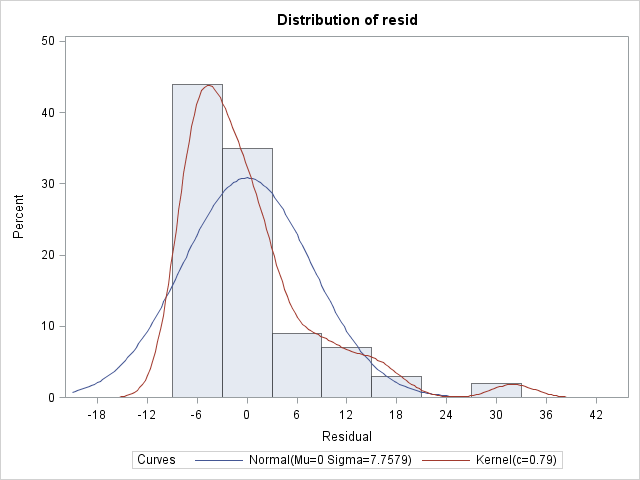 Distribution of resid
50
40
30
20
10
0
Percent
-18 -12 -6 0 6 12 18 24 30 36 42
Residual
Curves Normal(Mu=0 Sigma=7.7579) Kernel(c=0.79)